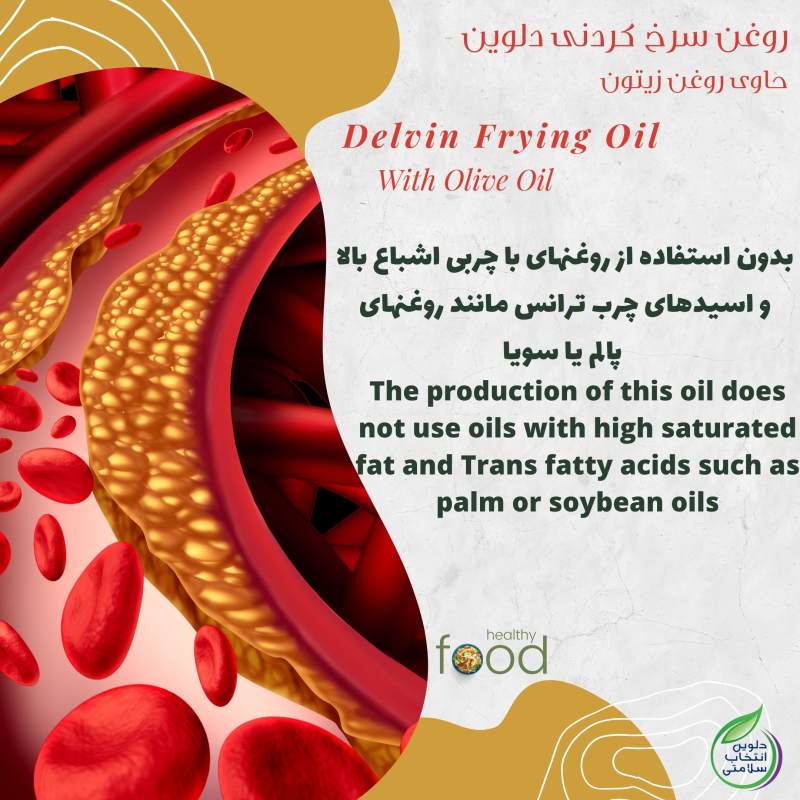 روغن سرخ کردنی دلوین
حاوی روغن زیتون
Delvin Frying Oil
With Olive Oil
بدون استفاده از روغنهای با چربی اشباع بالا
و اسیدهای چرب ترانس مانند روغنهای
پالم یا سویا
The production of this oil does
not use oils with high saturated
fat and Trans fatty acids such as
palm or soybean oils
healthy
food
دلوین
انتخاب
سلامتی